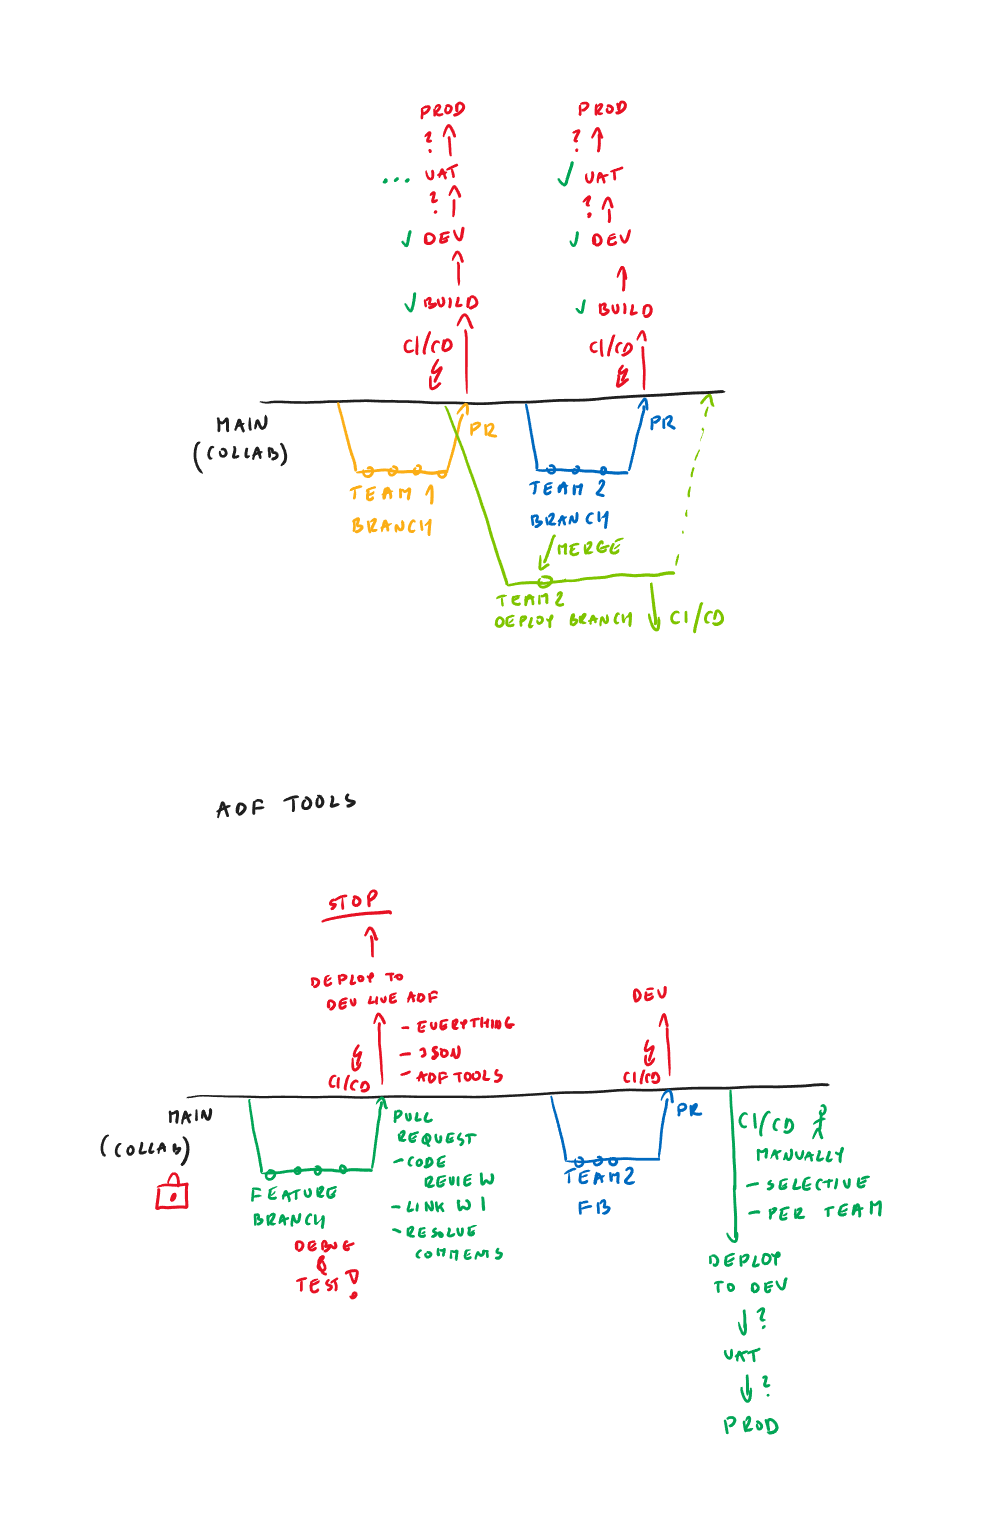 PROD
?
... UAT
?
✓ DEV
✓ BUILD
CI/CD
PROD
?
✓ UAT
?
✓ DEV
✓ BUILD
CI/CD
MAIN
(COLLAB)
PR
TEAM 1
BRANCH
PR
TEAM 2
BRANCH
MERGE
TEAM 2
DEPLOY BRANCH
CI/CD
ADF TOOLS
STOP
DEPLOY TO
DEV LIVE ADF
- EVERYTHING
- JSON
- ADF TOOLS
CI/CD
DEV
CI/CD
MAIN
(COLLAB)
FEATURE
BRANCH
DEBUG
&
TEST!
PULL
REQUEST
- CODE
REVIEW
- LINK WI
- RESOLVE
COMMENTS
PR
TEAM 2
FB
CI/CD
MANUALLY
- SELECTIVE
- PER TEAM
DEPLOY
TO DEV
?
UAT
?
PROD